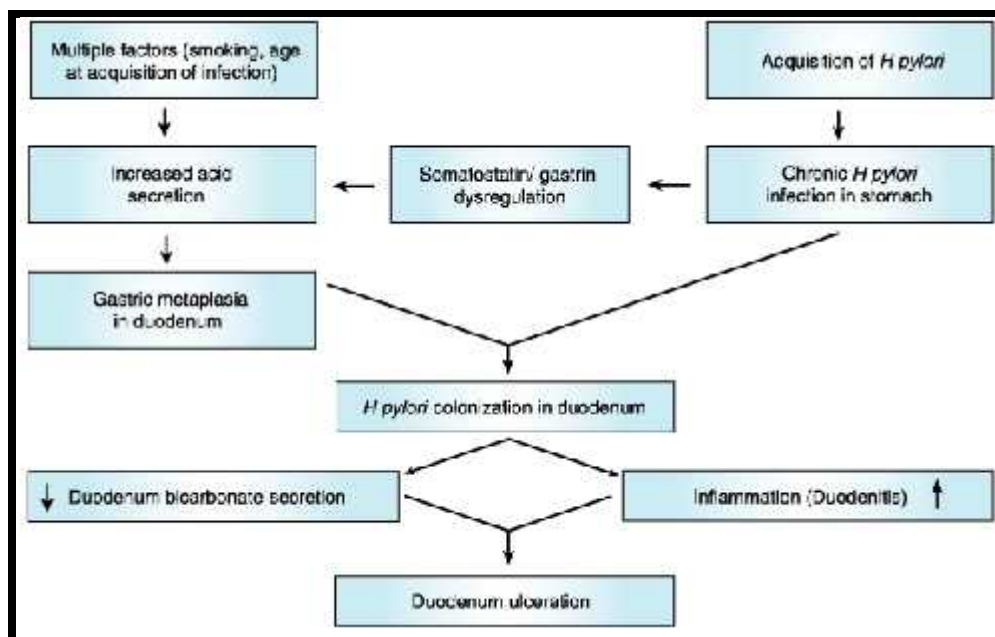 Multiple factors (smoking, age
at acquisition of infection)
Acquisition of H pylori
Increased acid
secretion
Somatostatin/ gastrin
dysregulation
Chronic H pylori
infection in stomach
Gastric metaplasia
in duodenum
H pylori colonization in duodenum
↓ Duodenum bicarbonate secretion
Inflammation (Duodenitis) ↑
Duodenum ulceration